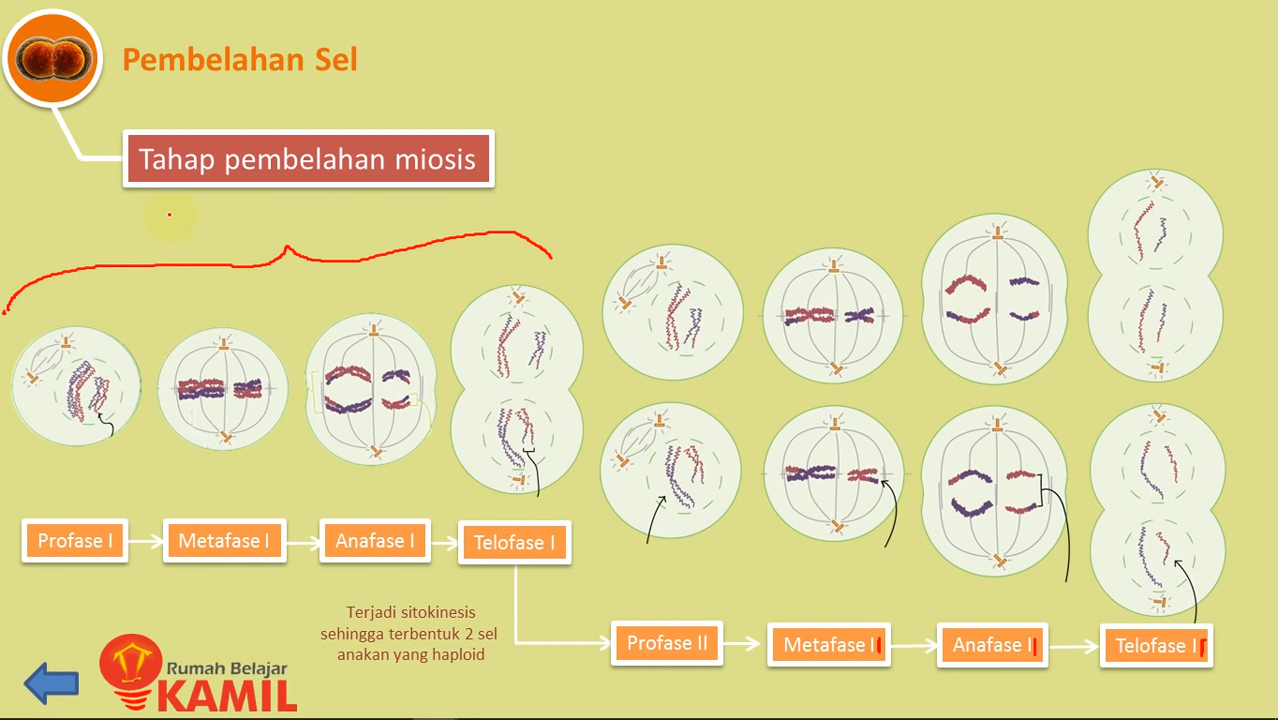 Pembelahan Sel
Tahap pembelahan miosis
Profase I
Metafase I
Anafase I
Telofase I
Terjadi sitokinesis
sehingga terbentuk 2 sel
anakan yang haploid
Profase II
Metafase II
Anafase II
Telofase II
Rumah Belajar
KAMIL